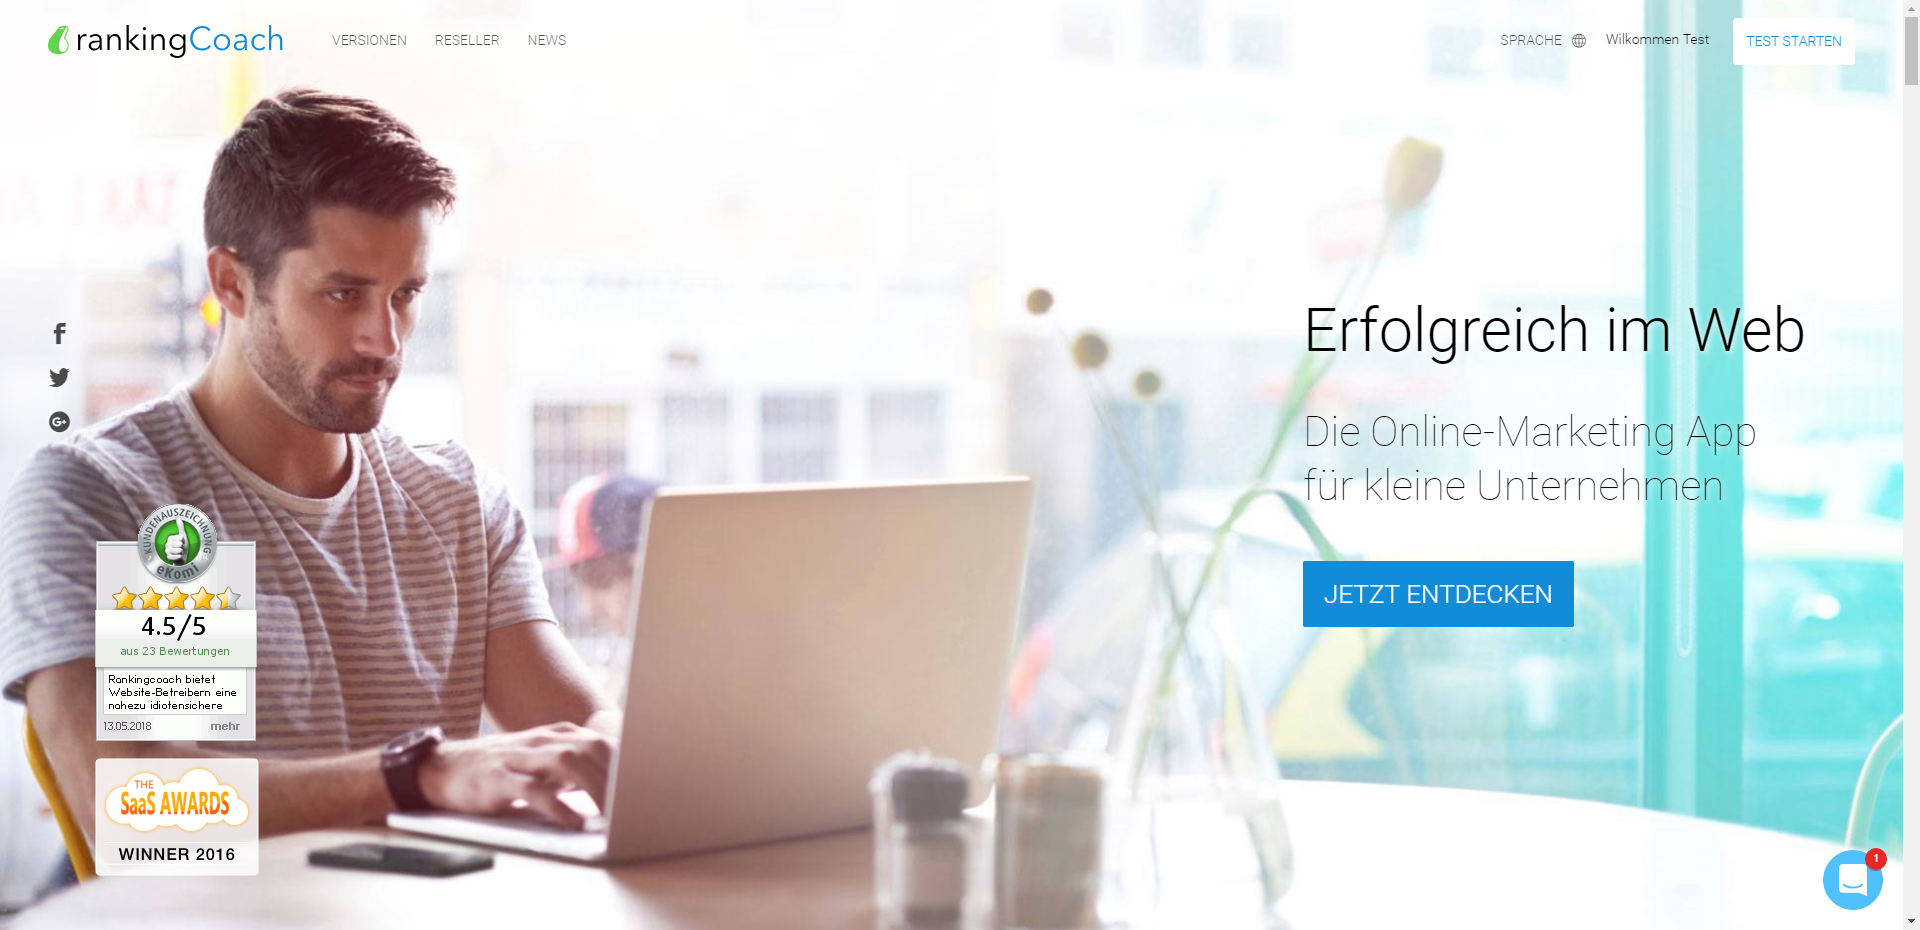 rankingCoach
VERSIONEN
RESELLER
NEWS
SPRACHE
Wilkommen Test
TEST STARTEN
Erfolgreich im Web
Die Online-Marketing App
für kleine Unternehmen
JETZT ENTDECKEN
KUNDENAUSZEICHNUNG
eKomi
4.5/5
aus 23 Bewertungen
Rankingcoach bietet
Website-Betreibern eine
nahezu idiotensichere
13.05.2018 mehr
THE
SaaS AWARDS
WINNER 2016
1